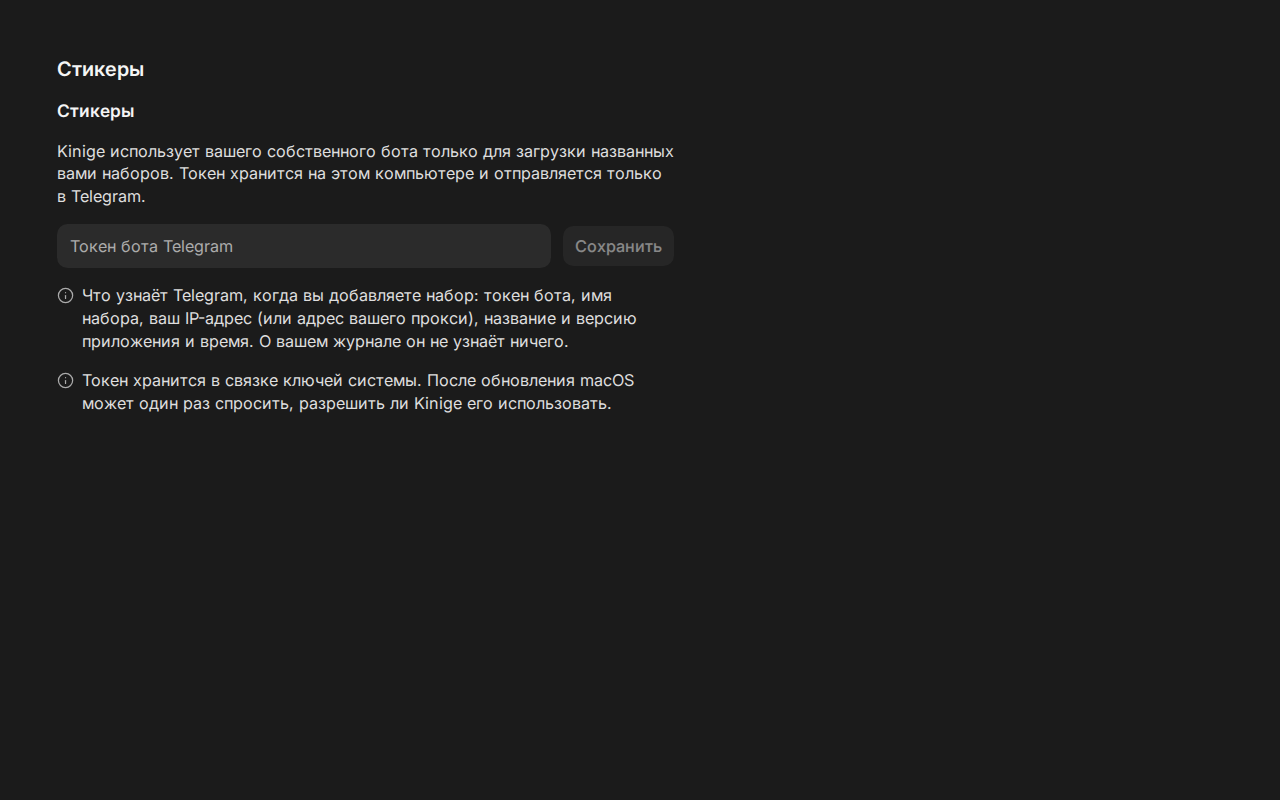 Стикеры
Стикеры
Kinige использует вашего собственного бота только для загрузки названных
вами наборов. Токен хранится на этом компьютере и отправляется только
в Telegram.
Токен бота Telegram
Сохранить
Что узнаёт Telegram, когда вы добавляете набор: токен бота, имя
набора, ваш IP-адрес (или адрес вашего прокси), название и версию
приложения и время. О вашем журнале он не узнаёт ничего.
Токен хранится в связке ключей системы. После обновления macOS
может один раз спросить, разрешить ли Kinige его использовать.